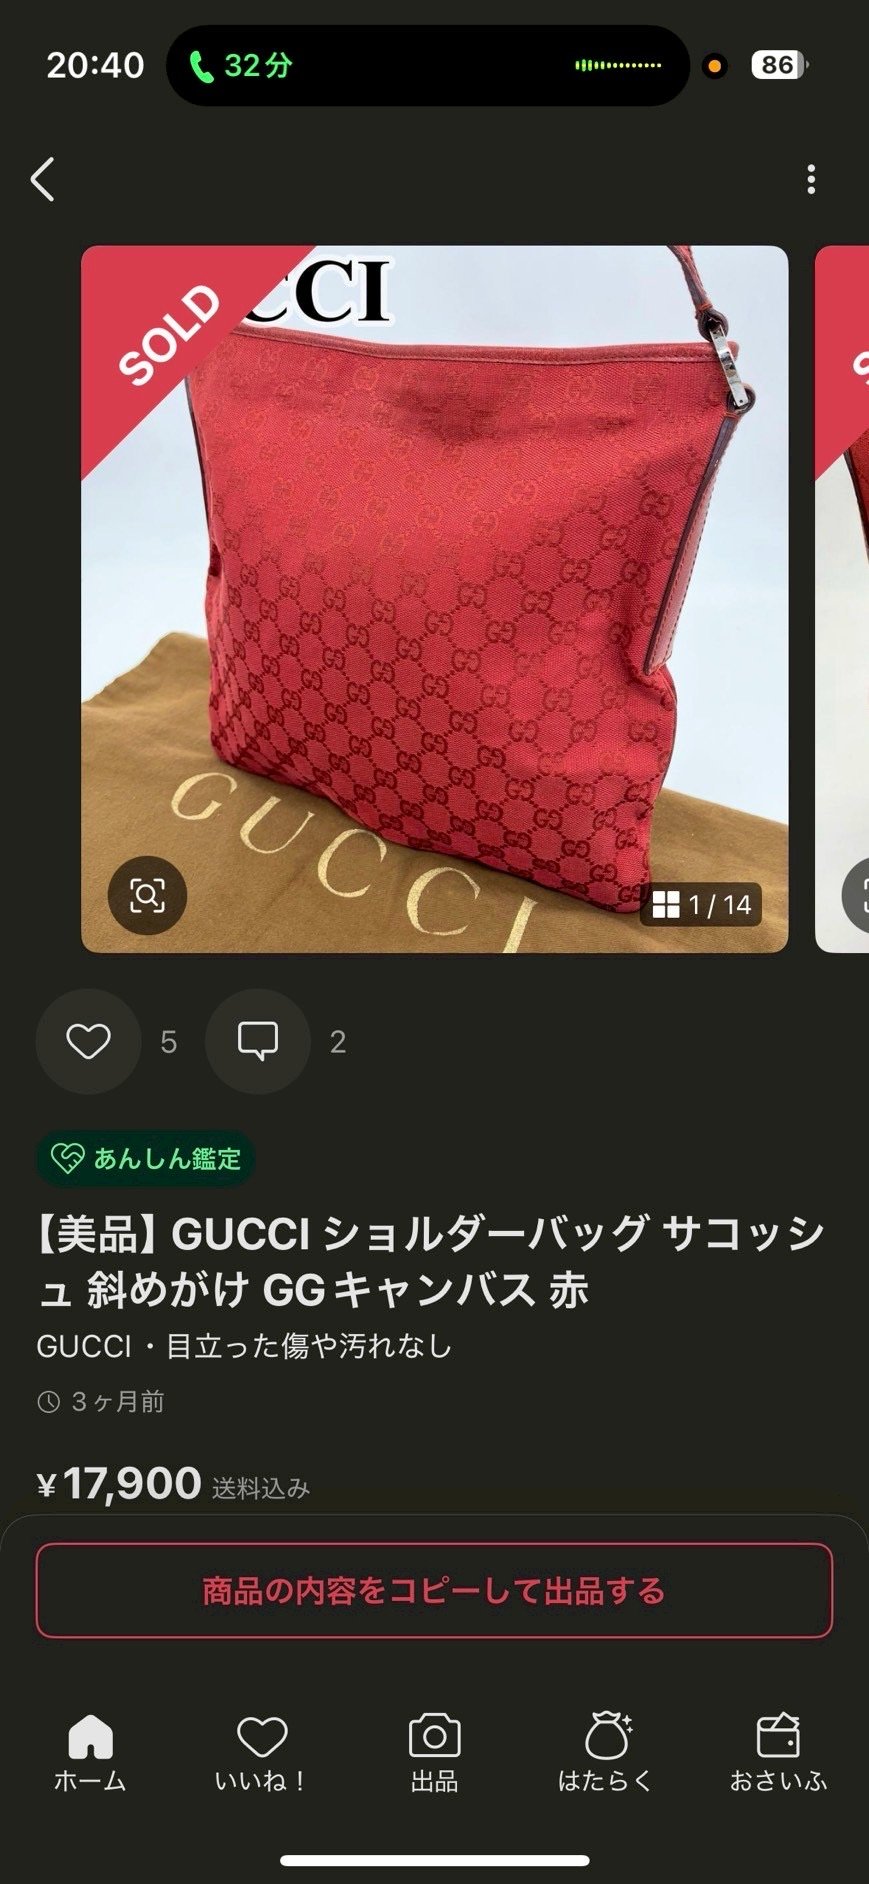 20:40
32分
86
SOLD
CCI
GUCCI
1 / 14
5
2
あんしん鑑定
【美品】GUCCI ショルダーバッグ サコッシ
ュ 斜めがけ GGキャンバス 赤
GUCCI・目立った傷や汚れなし
3ヶ月前
¥17,900 送料込み
商品の内容をコピーして出品する
ホーム
いいね！
出品
はたらく
おさいふ